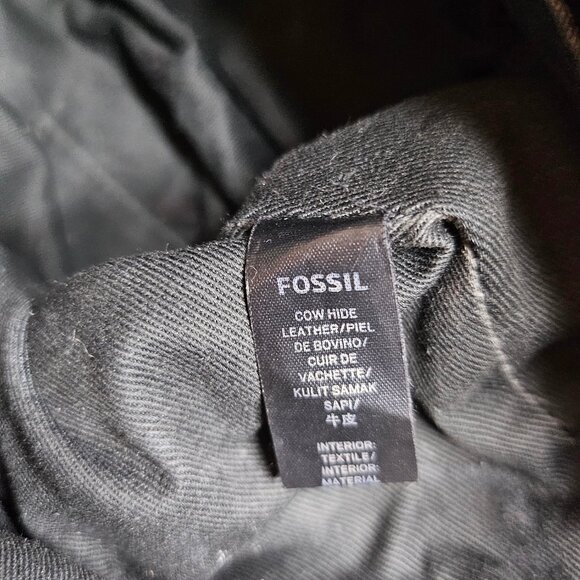 FOSSIL
COW HIDE
LEATHER/PIEL
DE BOVINO/
CUIR DE
VACHETTE/
KULIT SAMAK
SAPI/
牛皮
INTERIOR:
TEXTILE/
INTERIOR:
MATERIAL